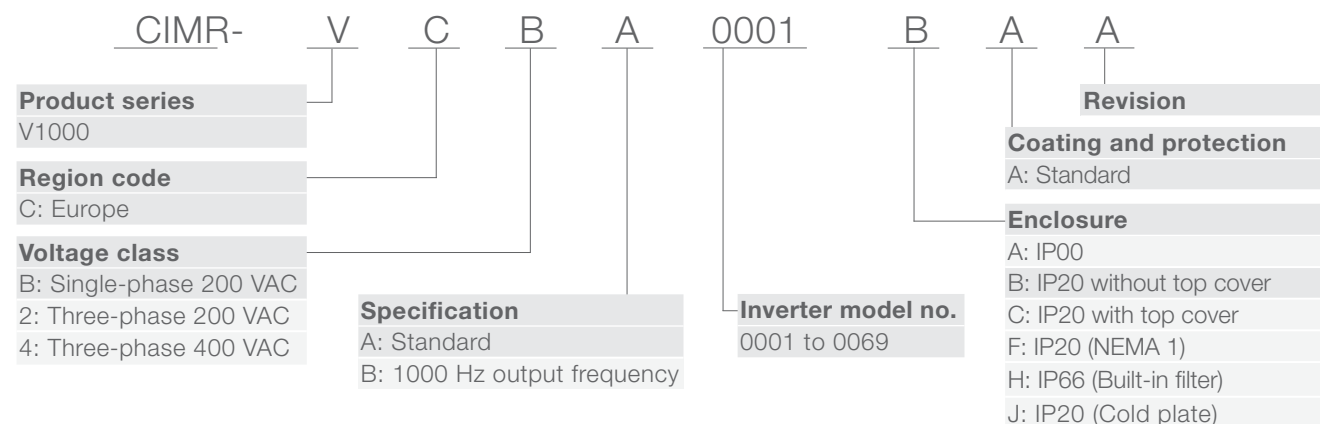 CIMR- V C B A 0001 B A A
Product series
V1000
Region code
C: Europe
Voltage class
B: Single-phase 200 VAC
2: Three-phase 200 VAC
4: Three-phase 400 VAC
Specification
A: Standard
B: 1000 Hz output frequency
Inverter model no.
0001 to 0069
Revision
Coating and protection
A: Standard
Enclosure
A: IP00
B: IP20 without top cover
C: IP20 with top cover
F: IP20 (NEMA 1)
H: IP66 (Built-in filter)
J: IP20 (Cold plate)